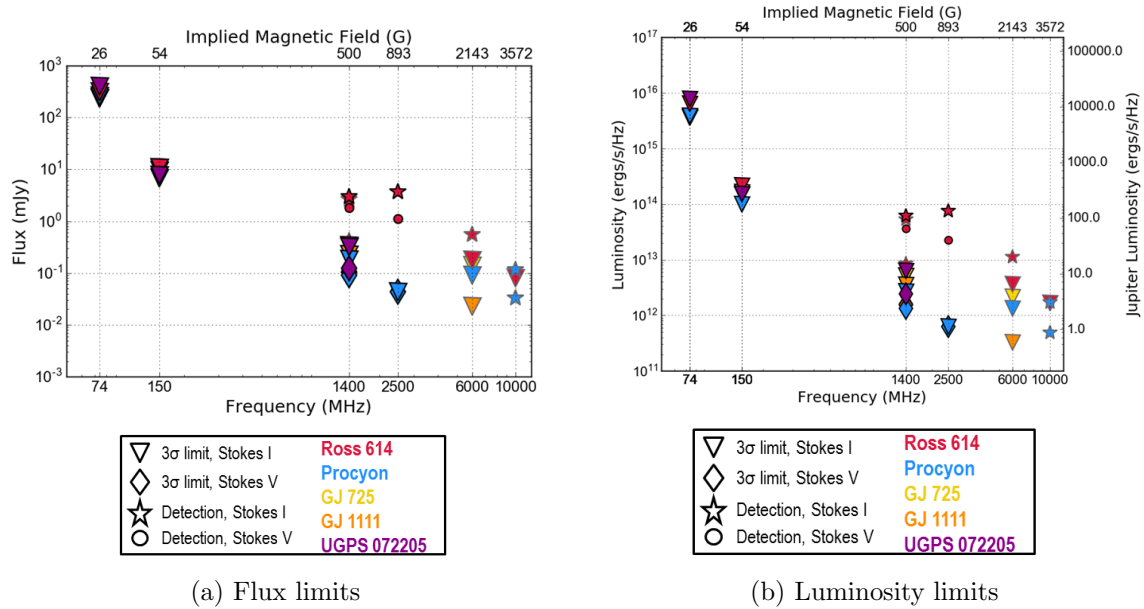 Implied Magnetic Field (G)
26 54 500 893 2143 3572
10³
10²
10¹
10⁰
10⁻¹
10⁻²
10⁻³
Flux (mJy)
74 150 1400 2500 6000 10000
Frequency (MHz)
3σ limit, Stokes I
3σ limit, Stokes V
Detection, Stokes I
Detection, Stokes V
Ross 614
Procyon
GJ 725
GJ 1111
UGPS 072205
(a) Flux limits
Implied Magnetic Field (G)
26 54 500 893 2143 3572
10¹⁷
10¹⁶
10¹⁵
10¹⁴
10¹³
10¹²
10¹¹
Luminosity (ergs/s/Hz)
100000.0
10000.0
1000.0
100.0
10.0
1.0
Jupiter Luminosity (ergs/s/Hz)
74 150 1400 2500 6000 10000
Frequency (MHz)
3σ limit, Stokes I
3σ limit, Stokes V
Detection, Stokes I
Detection, Stokes V
Ross 614
Procyon
GJ 725
GJ 1111
UGPS 072205
(b) Luminosity limits